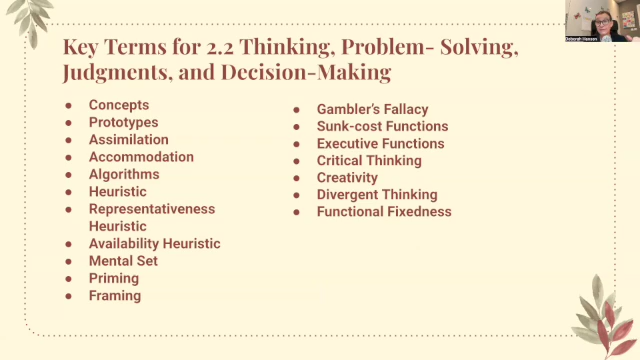 Key Terms for 2.2 Thinking, Problem- Solving,
Judgments, and Decision-Making
Concepts
Prototypes
Assimilation
Accommodation
Algorithms
Heuristic
Representativeness
Heuristic
Availability Heuristic
Mental Set
Priming
Framing
Gambler's Fallacy
Sunk-cost Functions
Executive Functions
Critical Thinking
Creativity
Divergent Thinking
Functional Fixedness
Deborah Hanson